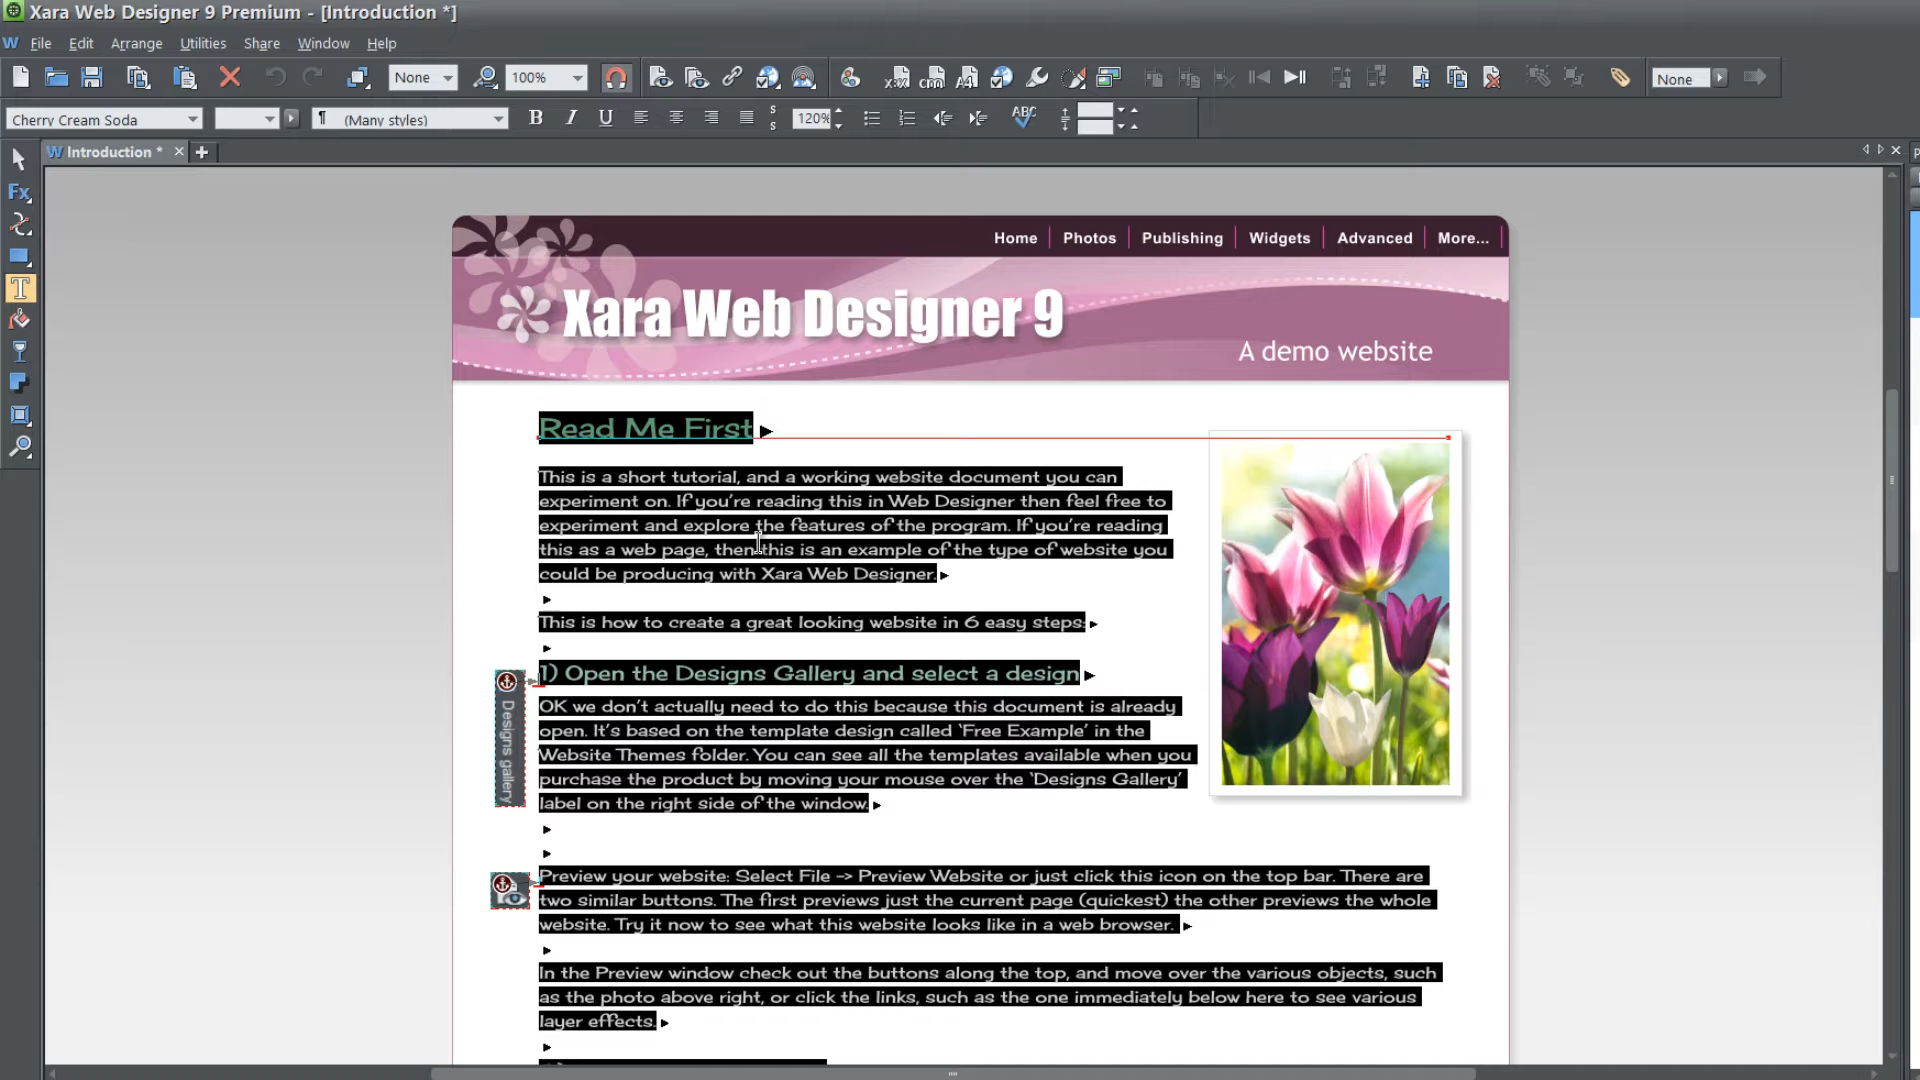 Xara Web Designer 9 Premium - [Introduction *]
W File Edit Arrange Utilities Share Window Help
None 100% None
Cherry Cream Soda ¶ (Many styles) B I U 120% ABC
W Introduction *
Home Photos Publishing Widgets Advanced More...
Xara Web Designer 9
A demo website
Read Me First
This is a short tutorial, and a working website document you can
experiment on. If you're reading this in Web Designer then feel free to
experiment and explore the features of the program. If you're reading
this as a web page, then this is an example of the type of website you
could be producing with Xara Web Designer.
This is how to create a great looking website in 6 easy steps:
1) Open the Designs Gallery and select a design
Designs gallery
OK we don't actually need to do this because this document is already
open. It's based on the template design called 'Free Example' in the
Website Themes folder. You can see all the templates available when you
purchase the product by moving your mouse over the 'Designs Gallery'
label on the right side of the window.
Preview your website: Select File -> Preview Website or just click this icon on the top bar. There are
two similar buttons. The first previews just the current page (quickest) the other previews the whole
website. Try it now to see what this website looks like in a web browser.
In the Preview window check out the buttons along the top, and move over the various objects, such
as the photo above right, or click the links, such as the one immediately below here to see various
layer effects.